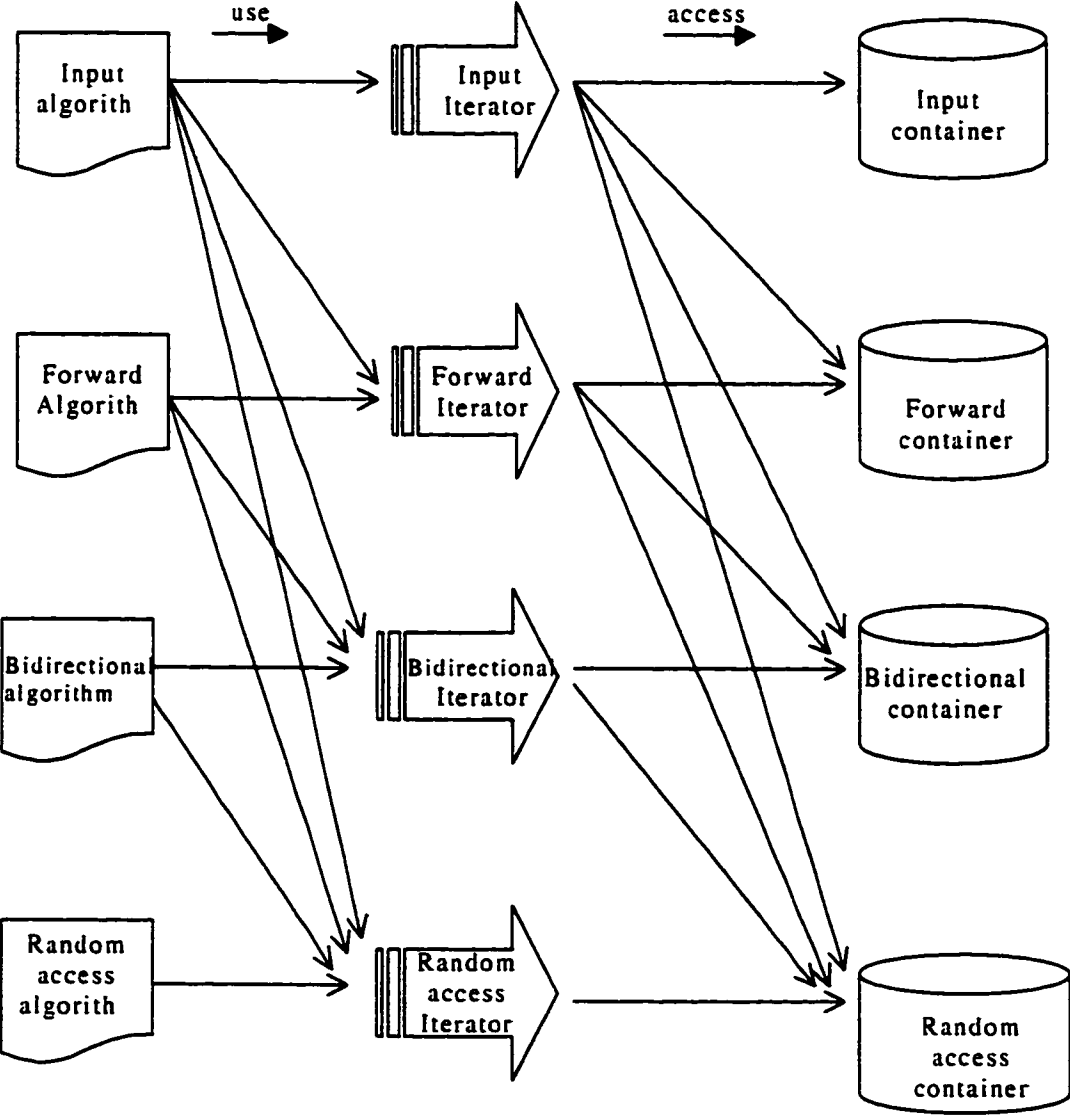 use
access
Input
algorith
Input
Iterator
Input
container
Forward
Algorith
Forward
Iterator
Forward
container
Bidirectional
algorithm
Bidirectional
Iterator
Bidirectional
container
Random
access
algorith
Random
access
Iterator
Random
access
container